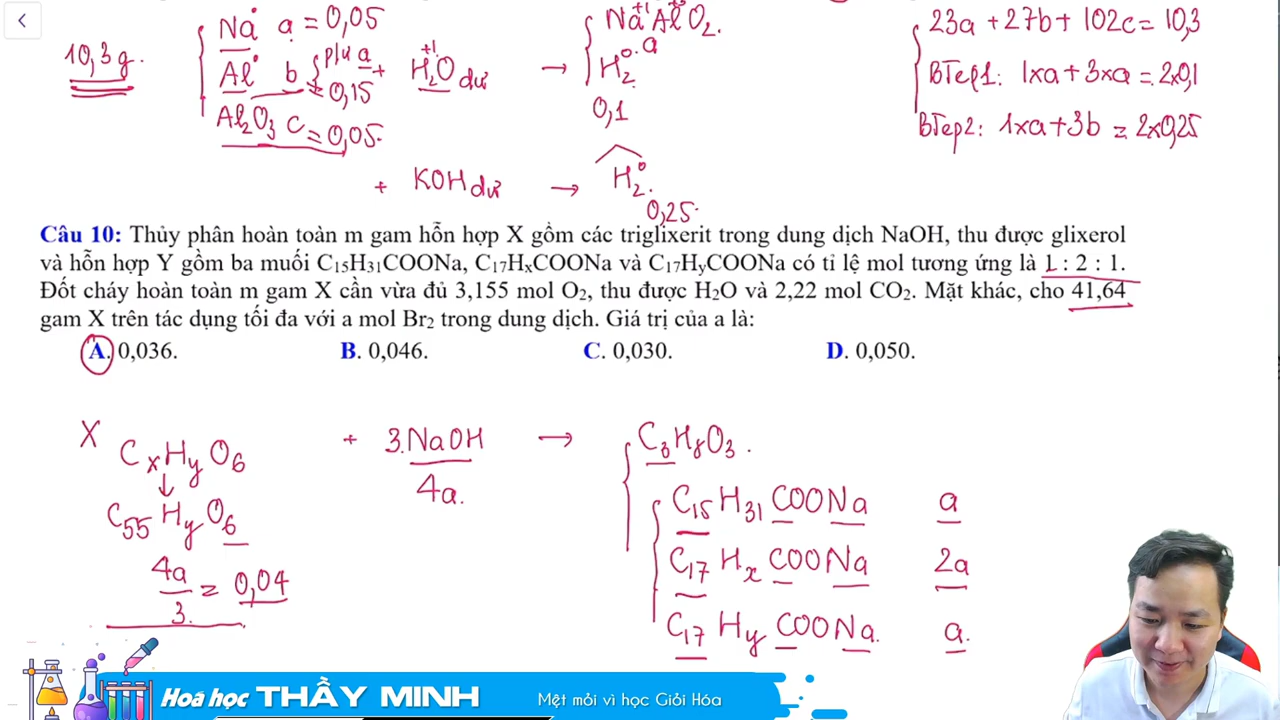 10,3g.
Na a = 0,05
Al b p/ư a = 0,15
Al₂O₃ c = 0,05.
+ H₂O dư → NaAlO₂.
+1
H₂ 0
0,1
+1 +3
a
+ KOH dư → H₂ 0
0,25.
23a + 27b + 102c = 10,3
BTep1: 1xa + 3xa = 2x0,1
BTep2: 1xa + 3b = 2x0,25
Câu 10: Thủy phân hoàn toàn m gam hỗn hợp X gồm các triglixerit trong dung dịch NaOH, thu được glixerol
và hỗn hợp Y gồm ba muối C₁₅H₃₁COONa, C₁₇HₓCOONa và C₁₇HyCOONa có tỉ lệ mol tương ứng là 1 : 2 : 1.
Đốt cháy hoàn toàn m gam X cần vừa đủ 3,155 mol O₂, thu được H₂O và 2,22 mol CO₂. Mặt khác, cho 41,64
gam X trên tác dụng tối đa với a mol Br₂ trong dung dịch. Giá trị của a là:
A. 0,036. B. 0,046. C. 0,030. D. 0,050.
X
CxHyO₆ + 3.NaOH → C₃H₈O₃.
4a.
↓
C₅₅HyO₆
4a/3. = 0,04
C₁₅H₃₁COONa a
C₁₇HₓCOONa 2a
C₁₇HyCOONa. a.
Hoá học THẦY MINH
Mệt mỏi vì học Giỏi Hóa